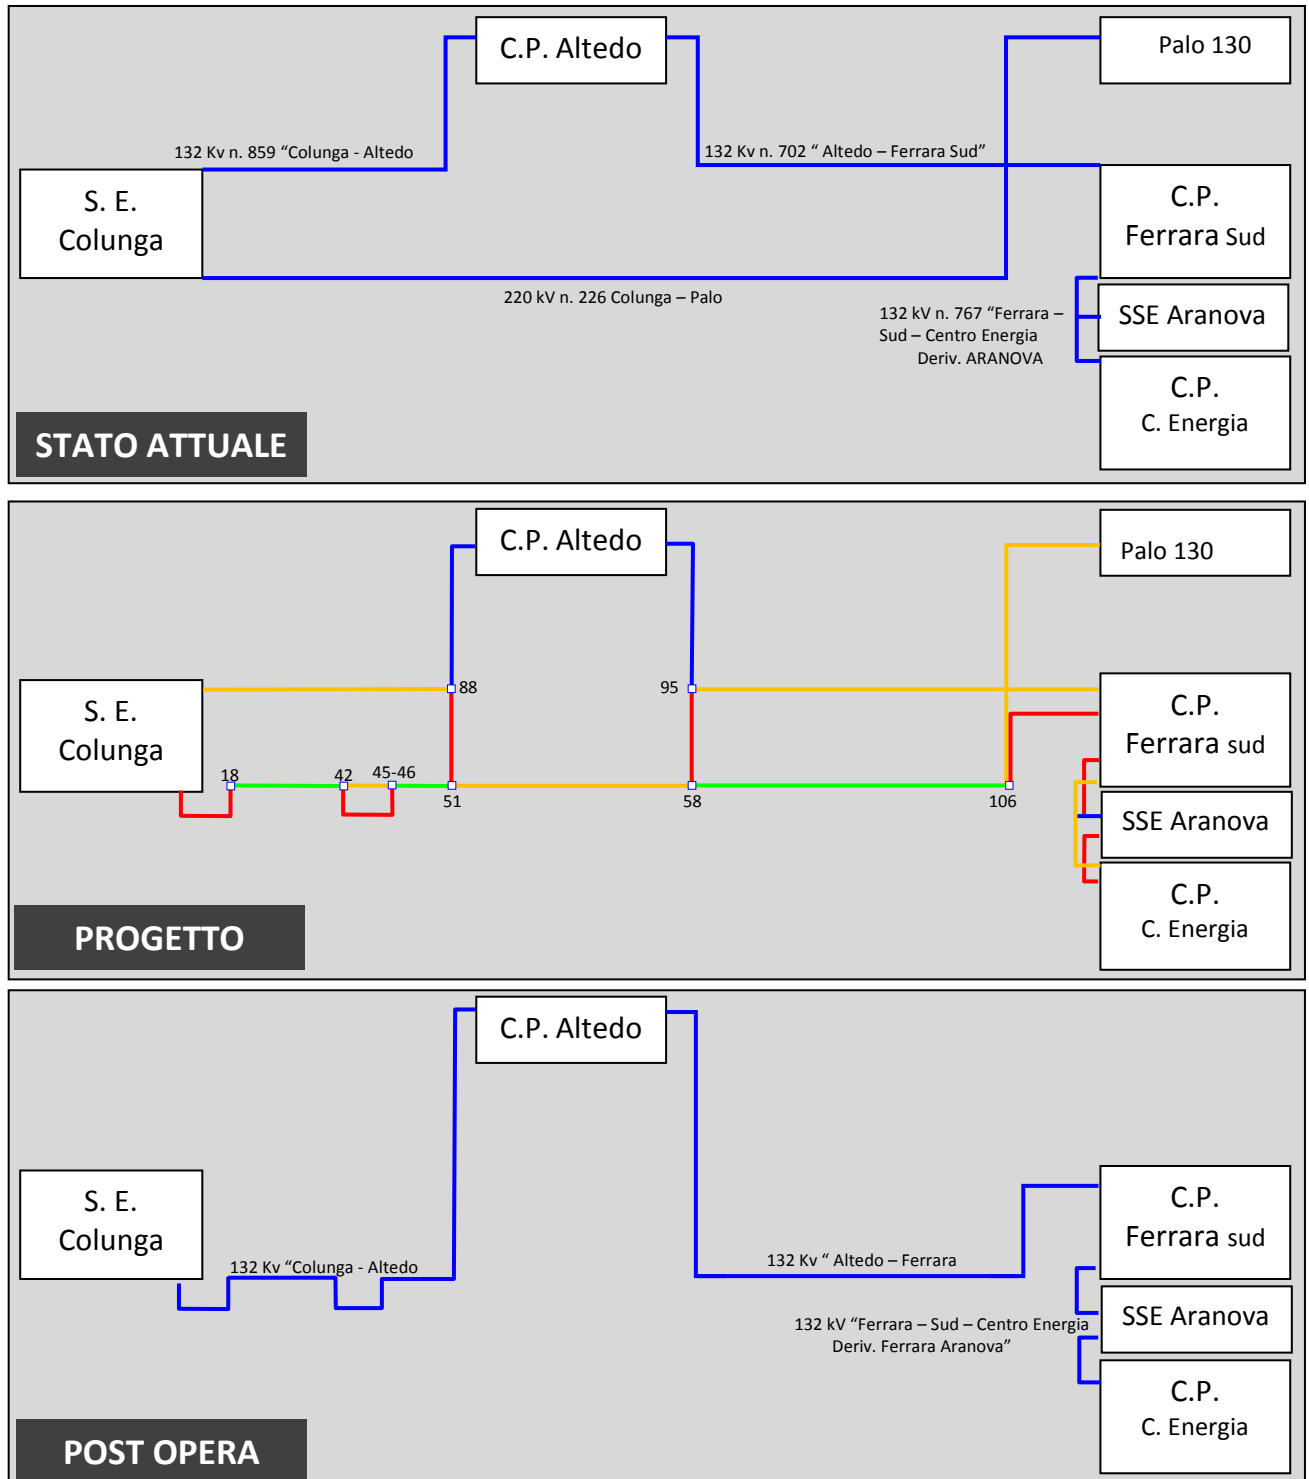 C.P. Altedo
Palo 130
132 Kv n. 859 “Colunga - Altedo
132 Kv n. 702 “ Altedo – Ferrara Sud”
S. E.
Colunga
C.P.
Ferrara Sud
220 kV n. 226 Colunga – Palo
132 kV n. 767 “Ferrara –
Sud – Centro Energia
Deriv. ARANOVA
SSE Aranova
C.P.
C. Energia
STATO ATTUALE
C.P. Altedo
Palo 130
88
95
S. E.
Colunga
C.P.
Ferrara sud
18
42
45-46
51
58
106
SSE Aranova
C.P.
C. Energia
PROGETTO
C.P. Altedo
S. E.
Colunga
C.P.
Ferrara sud
132 Kv “Colunga - Altedo
132 Kv “ Altedo – Ferrara
132 kV “Ferrara – Sud – Centro Energia
Deriv. Ferrara Aranova”
SSE Aranova
C.P.
C. Energia
POST OPERA